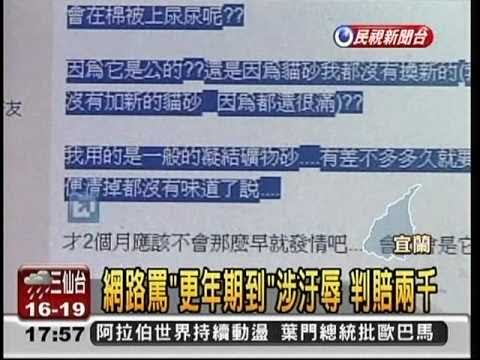 會在棉被上尿尿呢??
民視新聞台
因為它是公的??還是因為貓砂我都沒有換新的(
沒有加新的貓砂 因為都還很滿)??
友
我用的是一般的凝結礦物砂....有差不多多久就要
便清掉都沒有味道了說....
才2個月應該不會那麼早就發情吧....
宜蘭
三仙台
16-19
網路罵"更年期到"涉汙辱 判賠兩千
17:57
阿拉伯世界持續動盪 葉門總統批歐巴馬